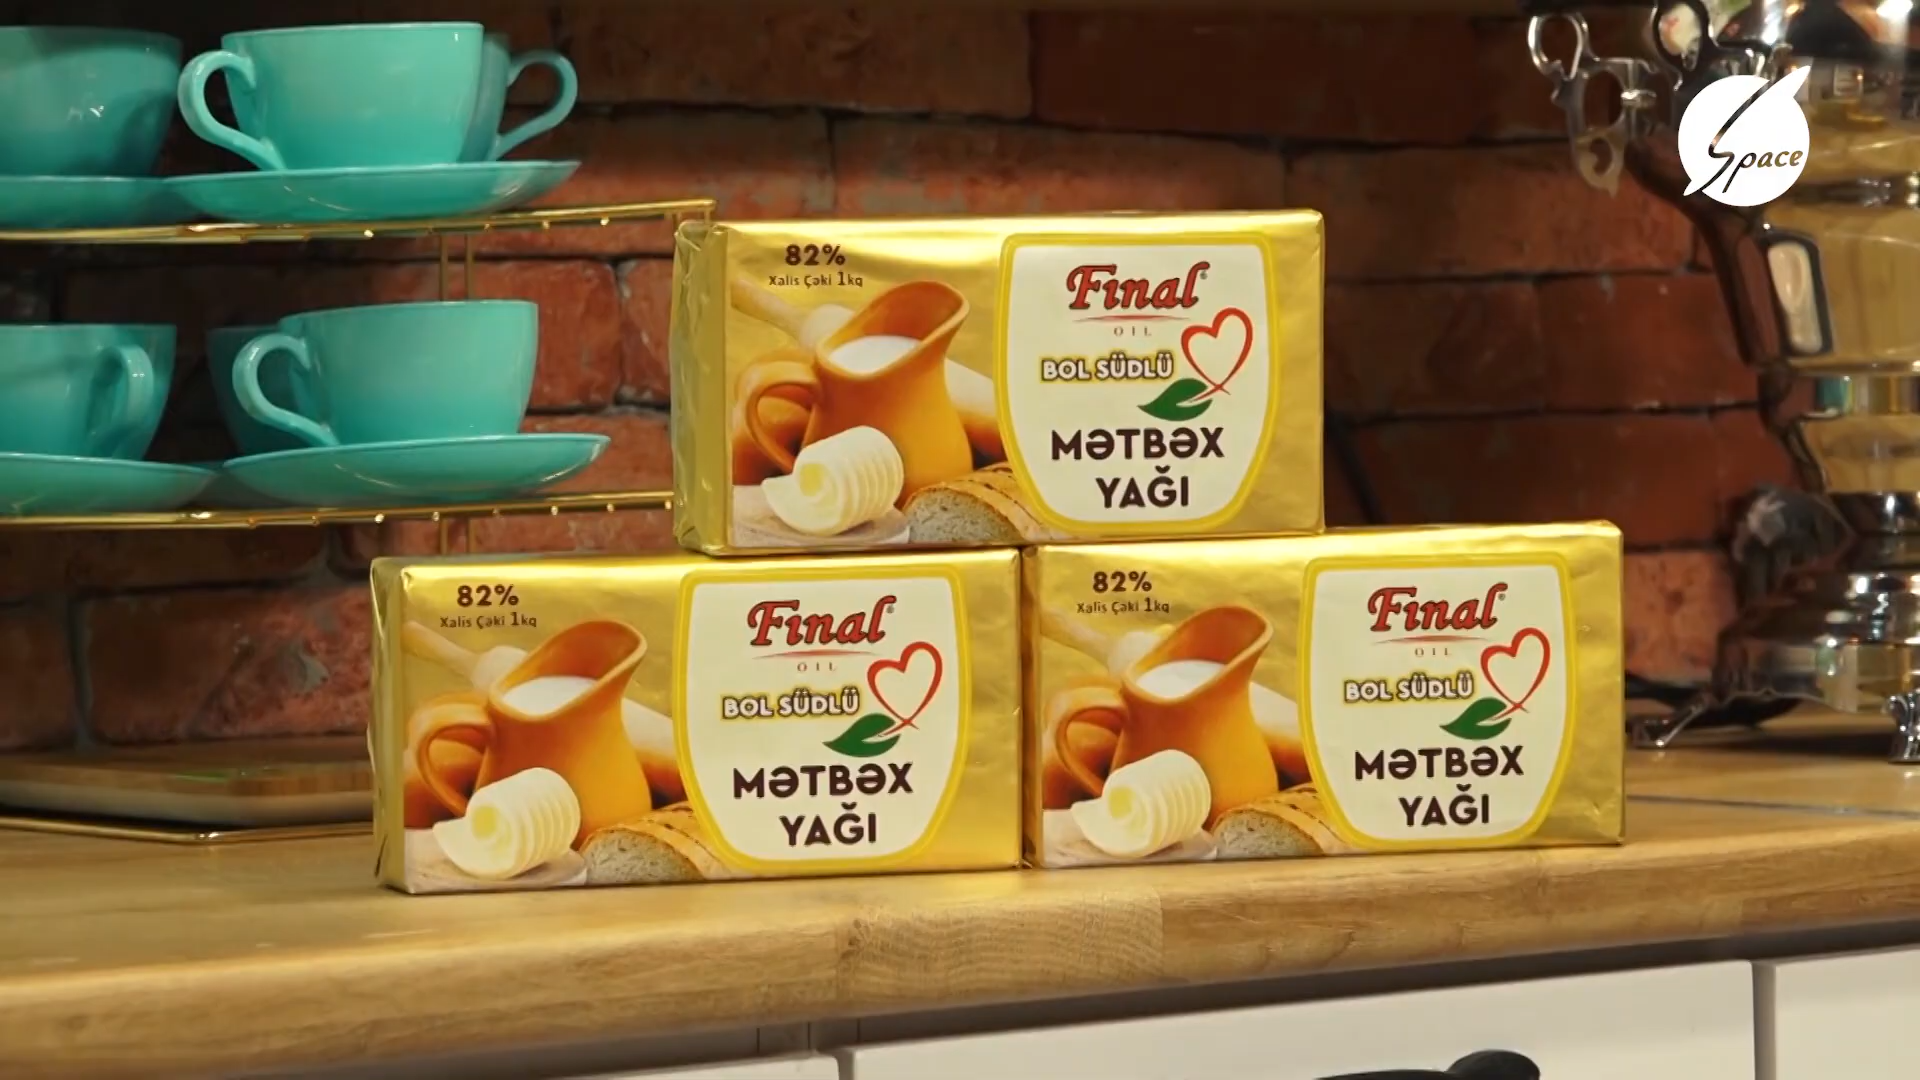 Space
82%
Xalis Çəki 1kq
Final®
OIL
BOL SÜDLÜ
MƏTBƏX
YAĞI
82%
Xalis Çəki 1kq
Final®
OIL
BOL SÜDLÜ
MƏTBƏX
YAĞI
82%
Xalis Çəki 1kq
Final®
OIL
BOL SÜDLÜ
MƏTBƏX
YAĞI